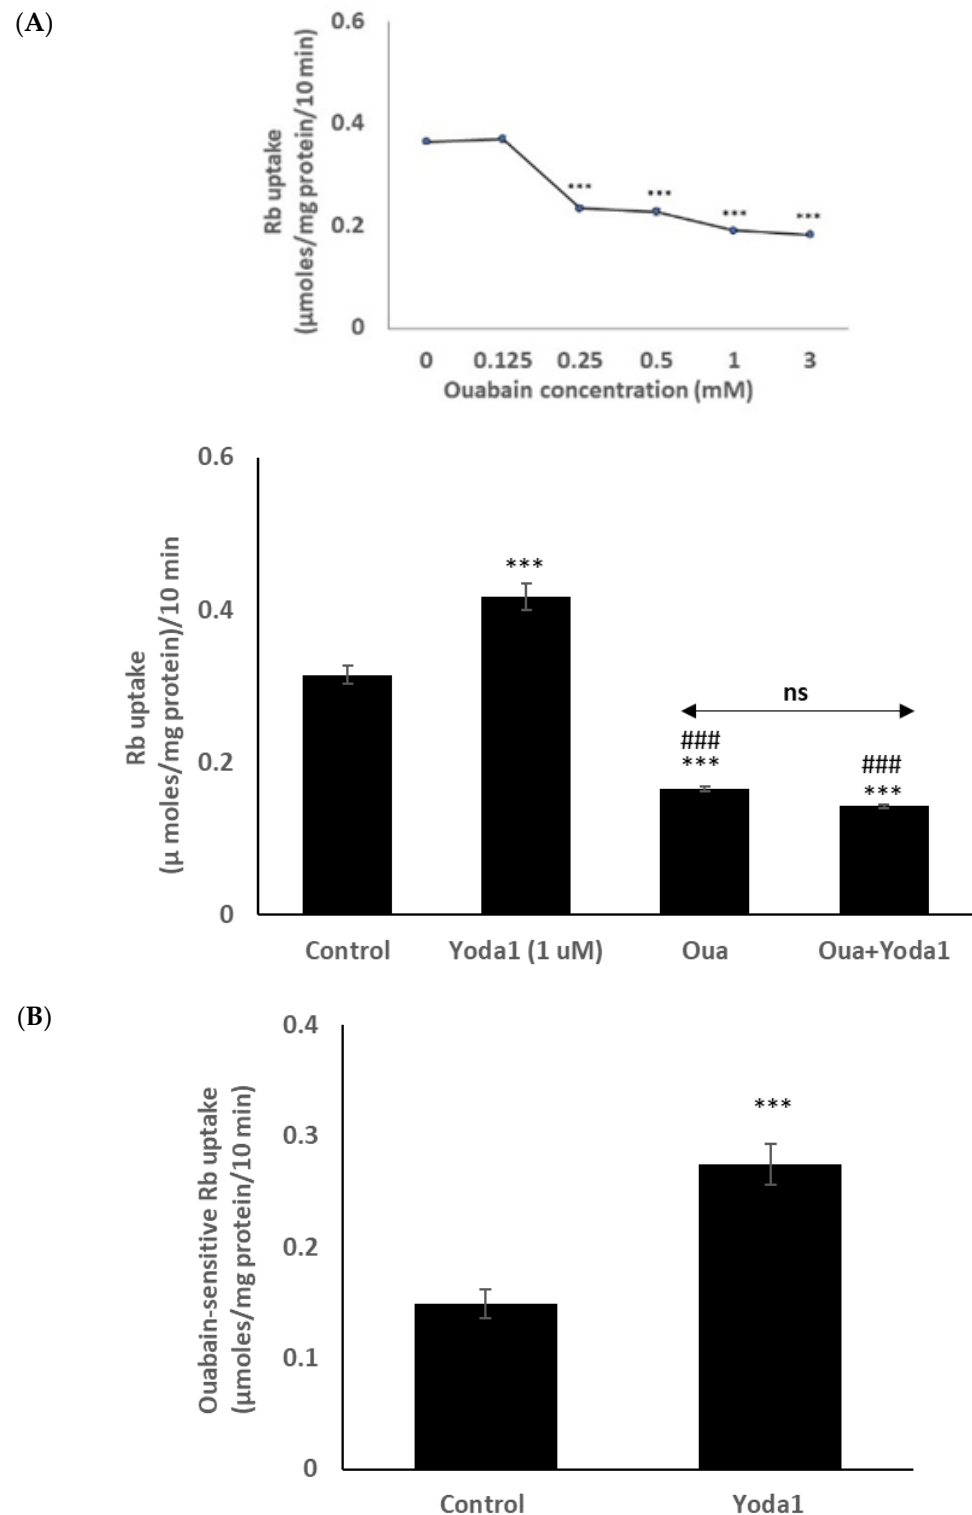 (A)
0.6
0.4
0.2
0
Rb uptake
(µmoles/mg protein/10 min)
*** *** *** ***
0 0.125 0.25 0.5 1 3
Ouabain concentration (mM)
0.6
0.4
0.2
0
Rb uptake
(µ moles/mg protein)/10 min
***
ns
###
***
###
***
Control Yoda1 (1 uM) Oua Oua+Yoda1
(B)
0.4
0.3
0.2
0.1
0
Ouabain-sensitive Rb uptake
(µmoles/mg protein/10 min)
***
Control Yoda1